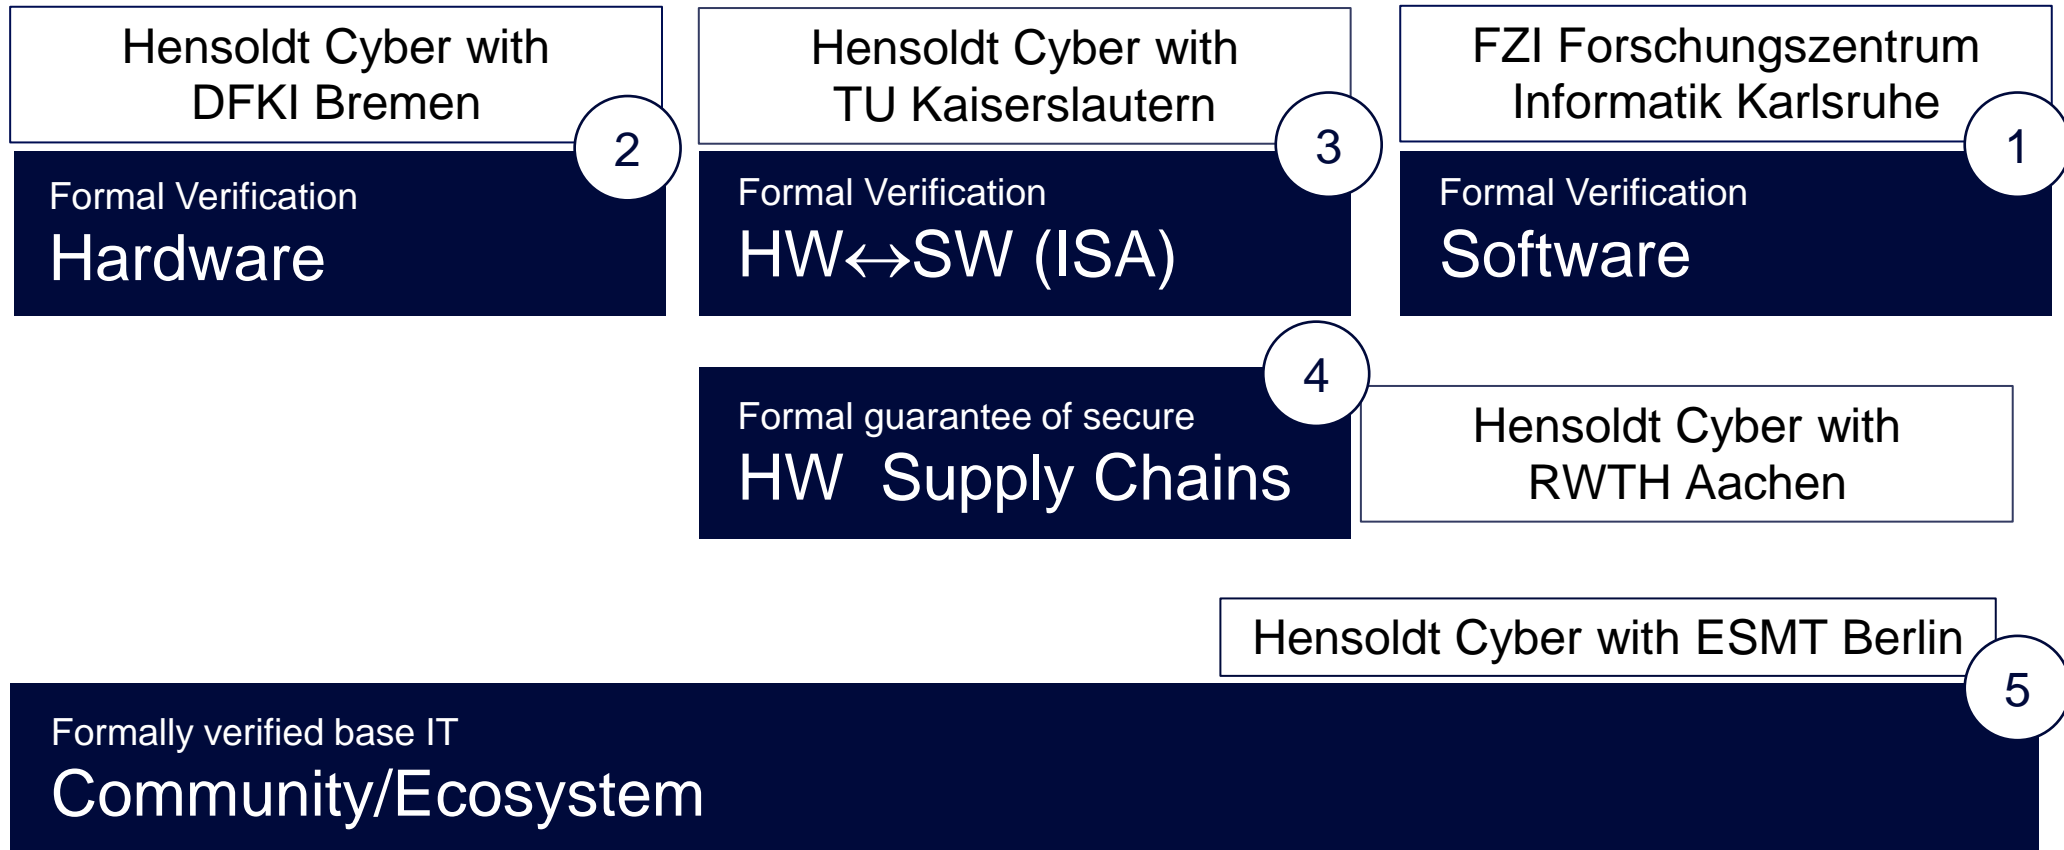 Hensoldt Cyber with
DFKI Bremen
2
Formal Verification
Hardware
Hensoldt Cyber with
TU Kaiserslautern
3
Formal Verification
HW↔SW (ISA)
FZI Forschungszentrum
Informatik Karlsruhe
1
Formal Verification
Software
4
Formal guarantee of secure
HW Supply Chains
Hensoldt Cyber with
RWTH Aachen
Hensoldt Cyber with ESMT Berlin
5
Formally verified base IT
Community/Ecosystem